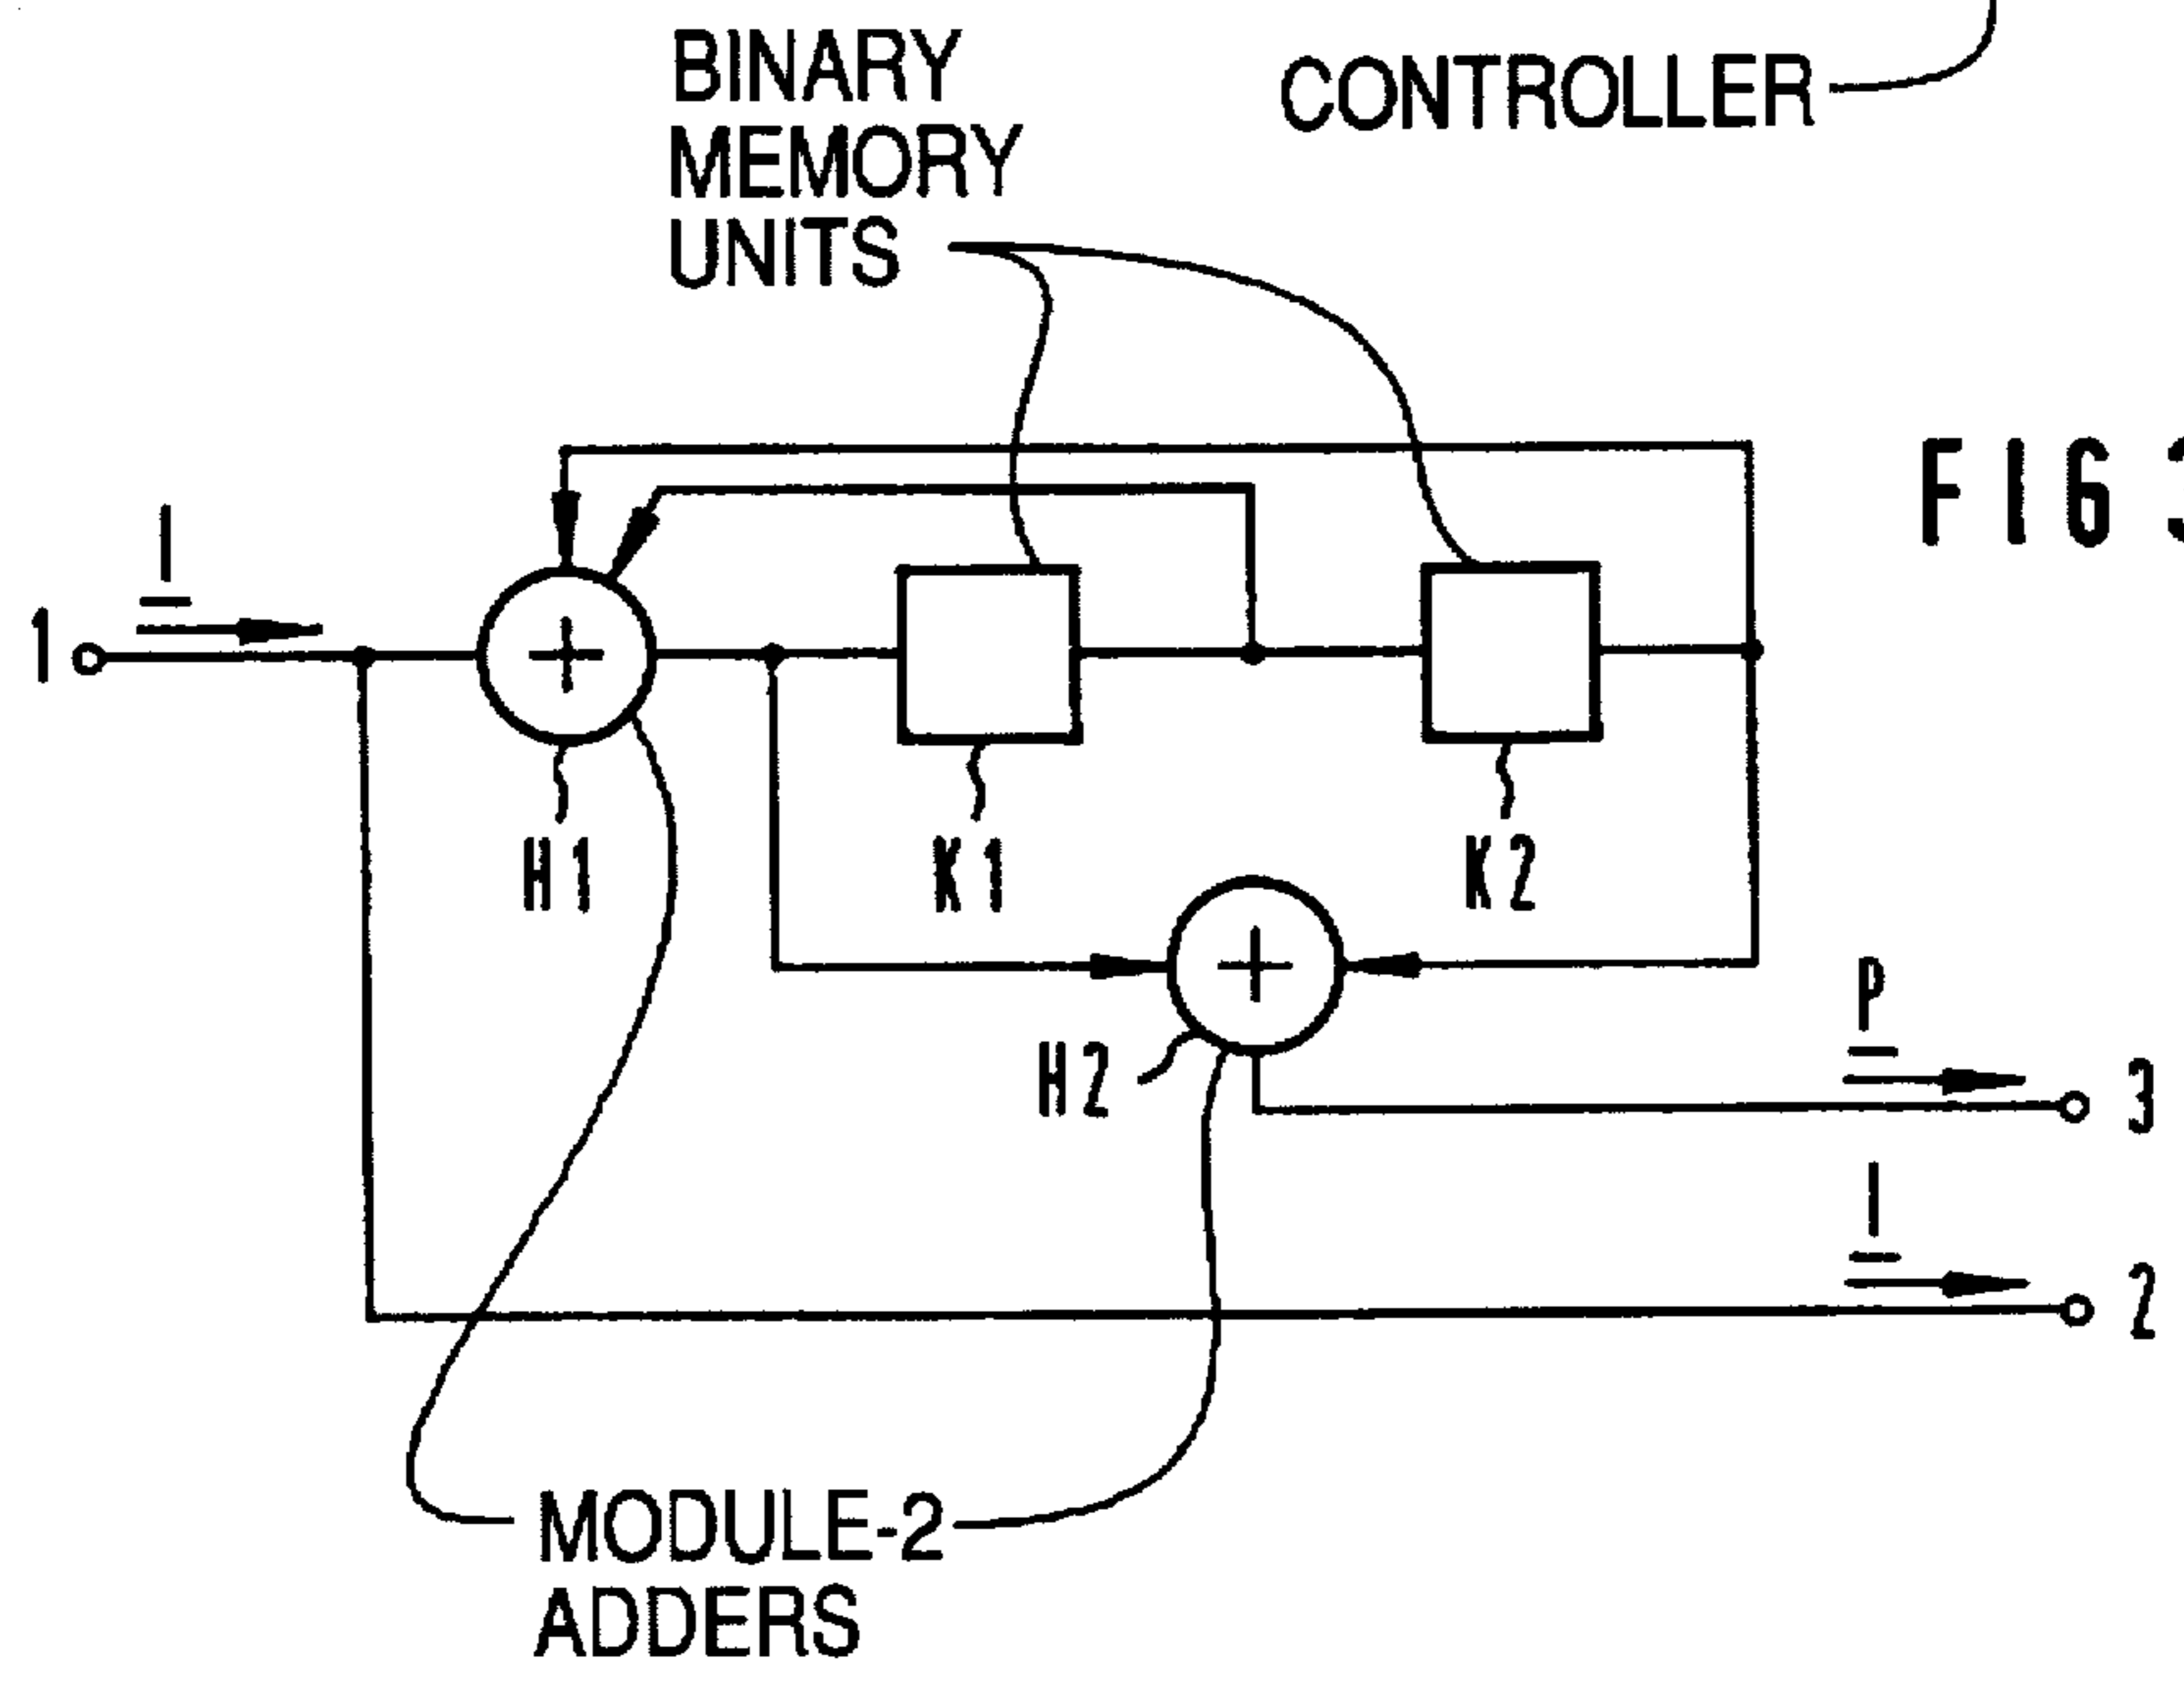 BINARY
MEMORY
UNITS
CONTROLLER
FIG 3
I
1
H1
K1
K2
H2
P
3
I
2
MODULE-2
ADDERS